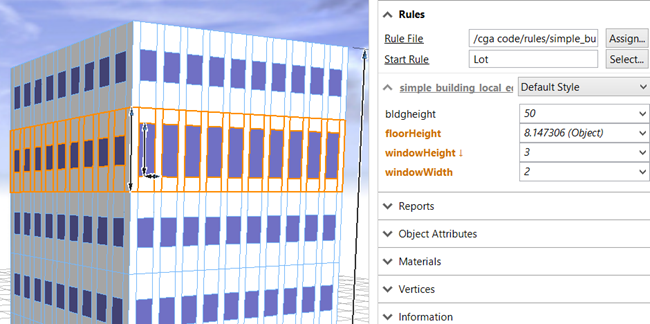 Rules
Rule File
/cga code/rules/simple_bu
Assign...
Start Rule
Lot
Select...
simple_building_local_e
Default Style
bldgheight
50
floorHeight
8.147306 (Object)
windowHeight ↓
3
windowWidth
2
Reports
Object Attributes
Materials
Vertices
Information